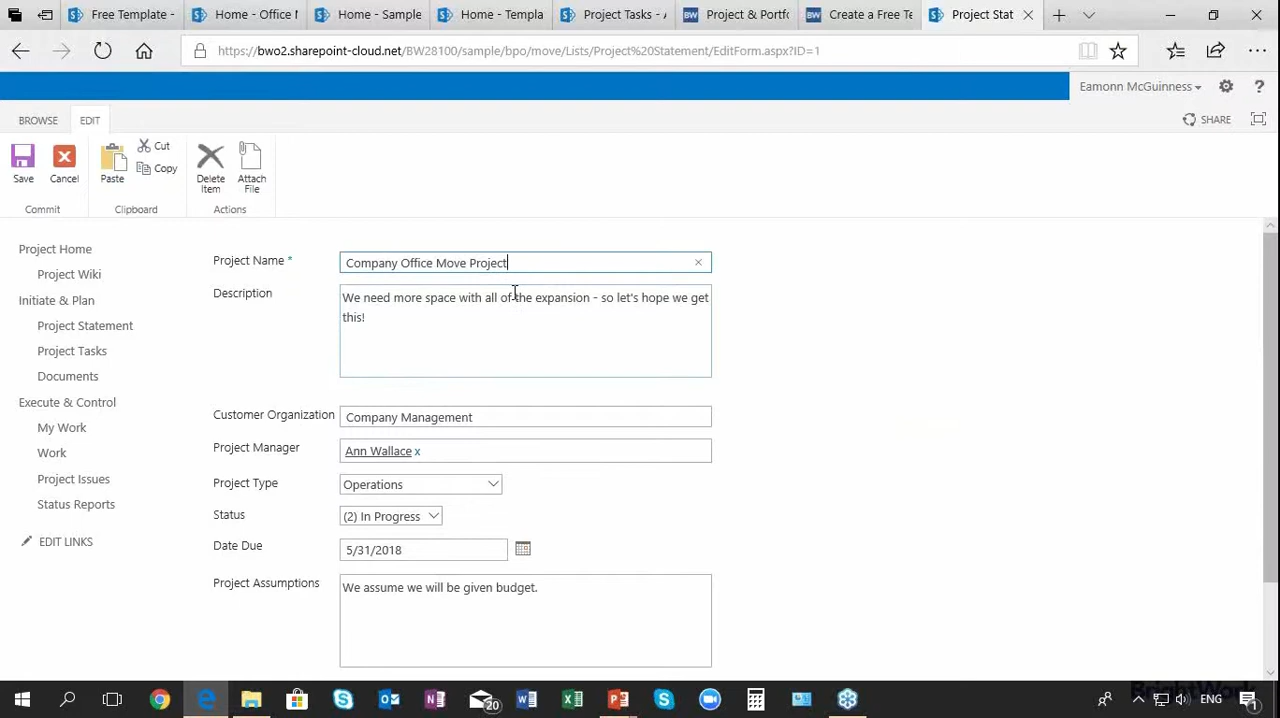 Free Template -
Home - Office I
Home - Sample
Home - Templa
Project Tasks - A
BW Project & Portfo
BW Create a Free Te
Project Stat
https://bwo2.sharepoint-cloud.net/BW28100/sample/bpo/move/Lists/Project%20Statement/EditForm.aspx?ID=1
Eamonn McGuinness
BROWSE
EDIT
SHARE
Save
Cancel
Paste
Cut
Copy
Delete Item
Attach File
Commit
Clipboard
Actions
Project Home
Project Wiki
Initiate & Plan
Project Statement
Project Tasks
Documents
Execute & Control
My Work
Work
Project Issues
Status Reports
EDIT LINKS
Project Name *
Company Office Move Project
Description
We need more space with all of the expansion - so let's hope we get
this!
Customer Organization
Company Management
Project Manager
Ann Wallace x
Project Type
Operations
Status
(2) In Progress
Date Due
5/31/2018
Project Assumptions
We assume we will be given budget.
20
BrightWork
ENG
1